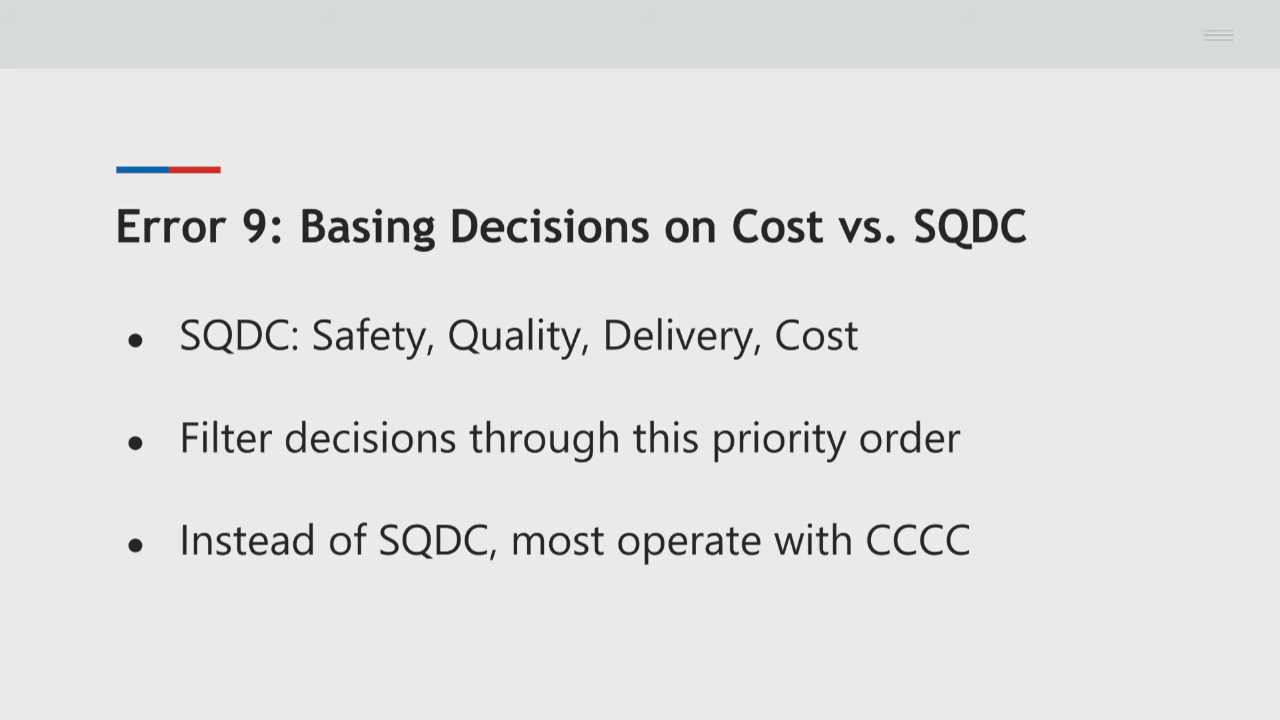 Error 9: Basing Decisions on Cost vs. SQDC
● SQDC: Safety, Quality, Delivery, Cost
● Filter decisions through this priority order
● Instead of SQDC, most operate with CCCC